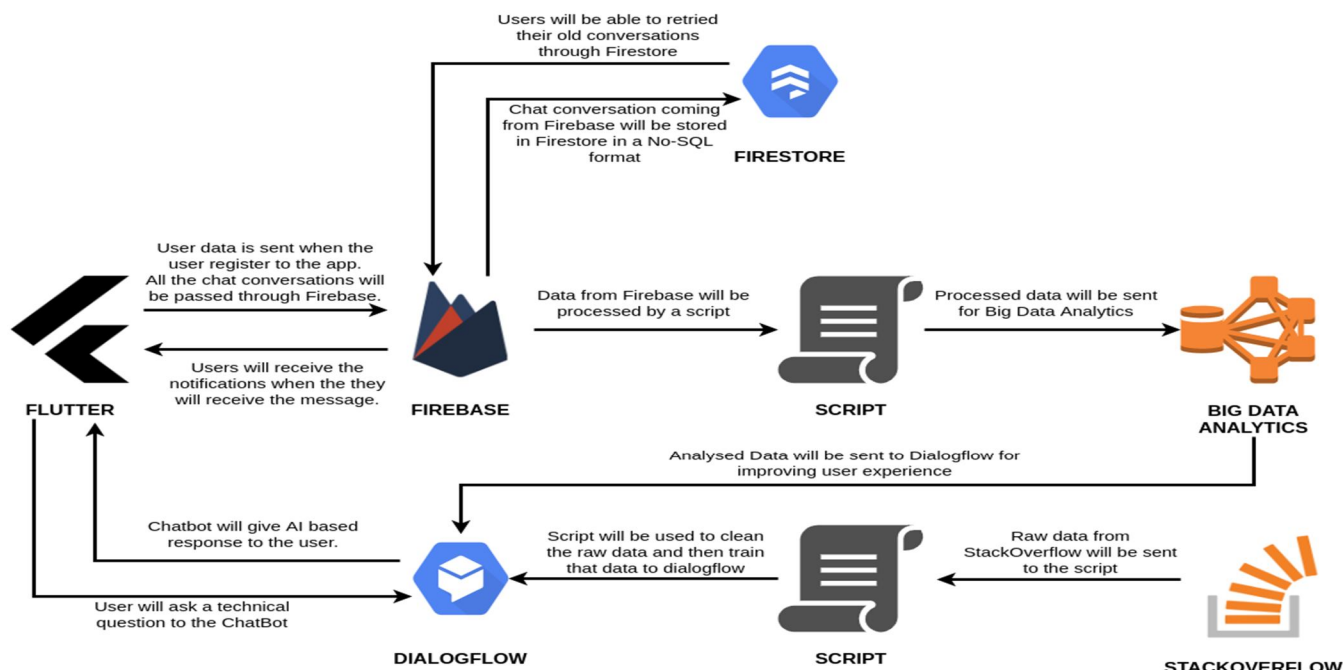 Users will be able to retried
their old conversations
through Firestore
Chat conversation coming
from Firebase will be stored
in Firestore in a No-SQL
format
FIRESTORE
User data is sent when the
user register to the app.
All the chat conversations will
be passed through Firebase.
Data from Firebase will be
processed by a script
Processed data will be sent
for Big Data Analytics
Users will receive the
notifications when the they
will receive the message.
FLUTTER
FIREBASE
SCRIPT
BIG DATA
ANALYTICS
Analysed Data will be sent to Dialogflow for
improving user experience
Chatbot will give AI based
response to the user.
Script will be used to clean
the raw data and then train
that data to dialogflow
Raw data from
StackOverflow will be sent
to the script
User will ask a technical
question to the ChatBot
DIALOGFLOW
SCRIPT
STACKOVERFLOW